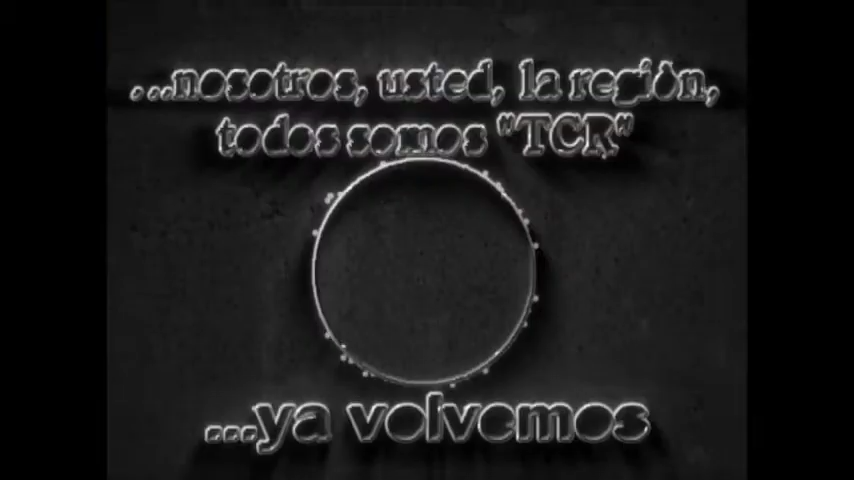 ...nosotros, usted, la región,
todos somos "TCR"
...ya volvemos